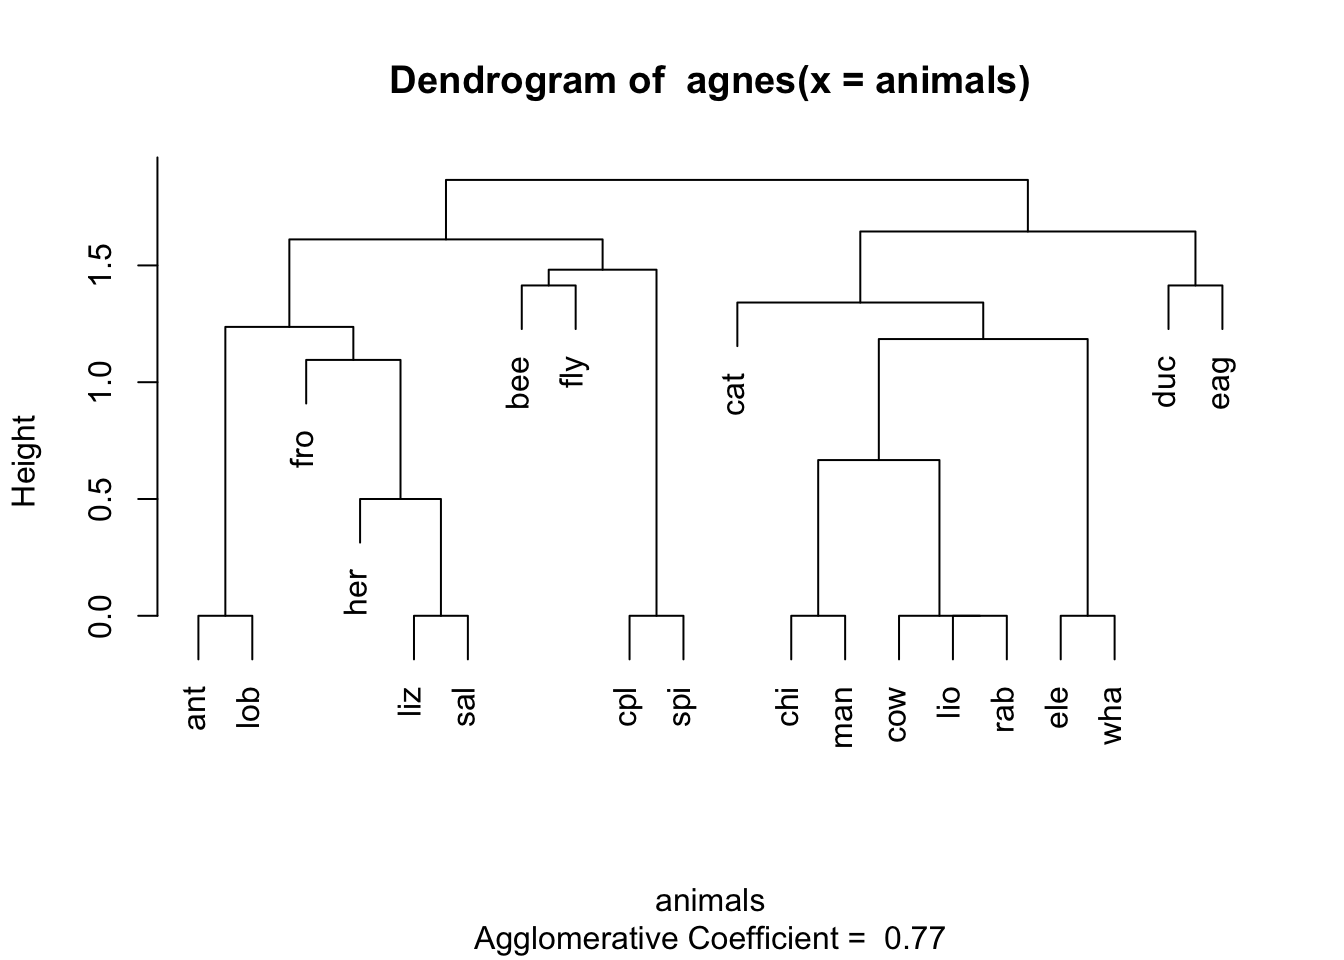 Dendrogram of  agnes(x = animals)
Height
1.5
1.0
0.5
0.0
ant
lob
fro
her
liz
sal
bee
fly
cpl
spi
cat
chi
man
cow
lio
rab
ele
wha
duc
eag
animals
Agglomerative Coefficient =  0.77